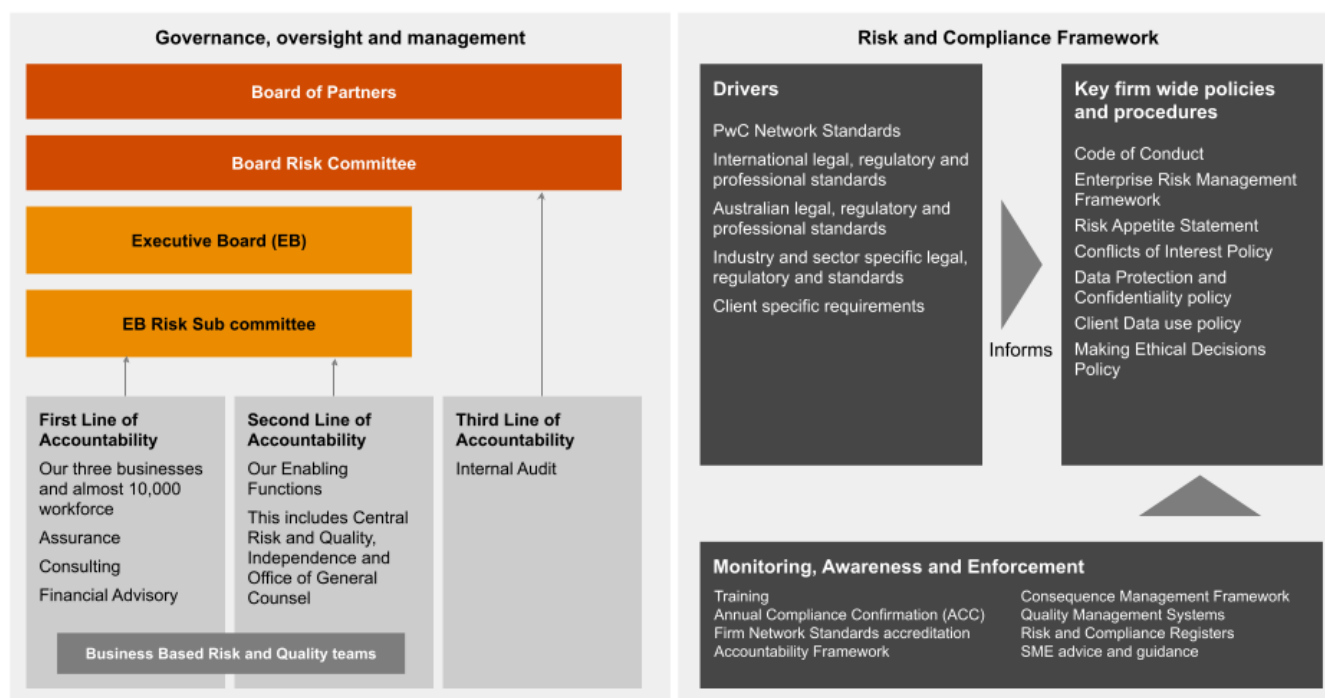 Governance, oversight and management
Board of Partners
Board Risk Committee
Executive Board (EB)
EB Risk Sub committee
First Line of
Accountability
Our three businesses
and almost 10,000
workforce
Assurance
Consulting
Financial Advisory
Second Line of
Accountability
Our Enabling
Functions
This includes Central
Risk and Quality,
Independence and
Office of General
Counsel
Third Line of
Accountability
Internal Audit
Business Based Risk and Quality teams
Risk and Compliance Framework
Drivers
PwC Network Standards
International legal, regulatory and
professional standards
Australian legal, regulatory and
professional standards
Industry and sector specific legal,
regulatory and standards
Client specific requirements
Informs
Key firm wide policies
and procedures
Code of Conduct
Enterprise Risk Management
Framework
Risk Appetite Statement
Conflicts of Interest Policy
Data Protection and
Confidentiality policy
Client Data use policy
Making Ethical Decisions
Policy
Monitoring, Awareness and Enforcement
Training
Annual Compliance Confirmation (ACC)
Firm Network Standards accreditation
Accountability Framework
Consequence Management Framework
Quality Management Systems
Risk and Compliance Registers
SME advice and guidance